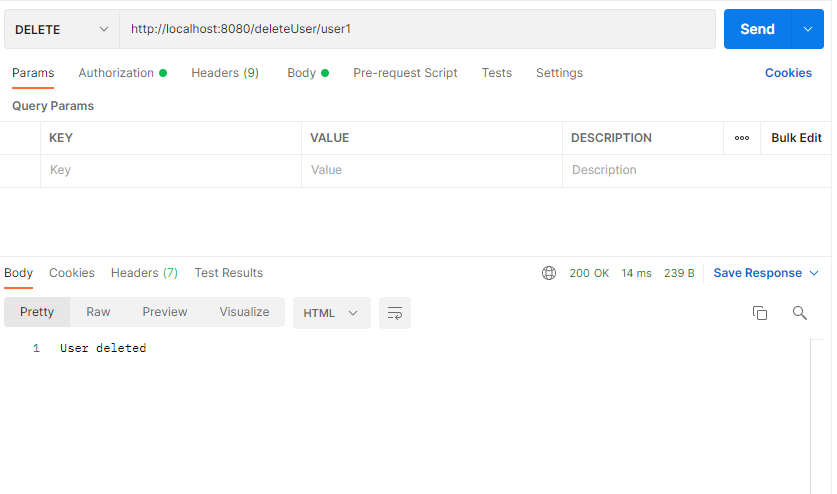 DELETE http://localhost:8080/deleteUser/user1 Send
Params Authorization Headers (9) Body Pre-request Script Tests Settings Cookies
Query Params
KEY VALUE DESCRIPTION ooo Bulk Edit
Key Value Description
Body Cookies Headers (7) Test Results 200 OK 14 ms 239 B Save Response
Pretty Raw Preview Visualize HTML
1 User deleted